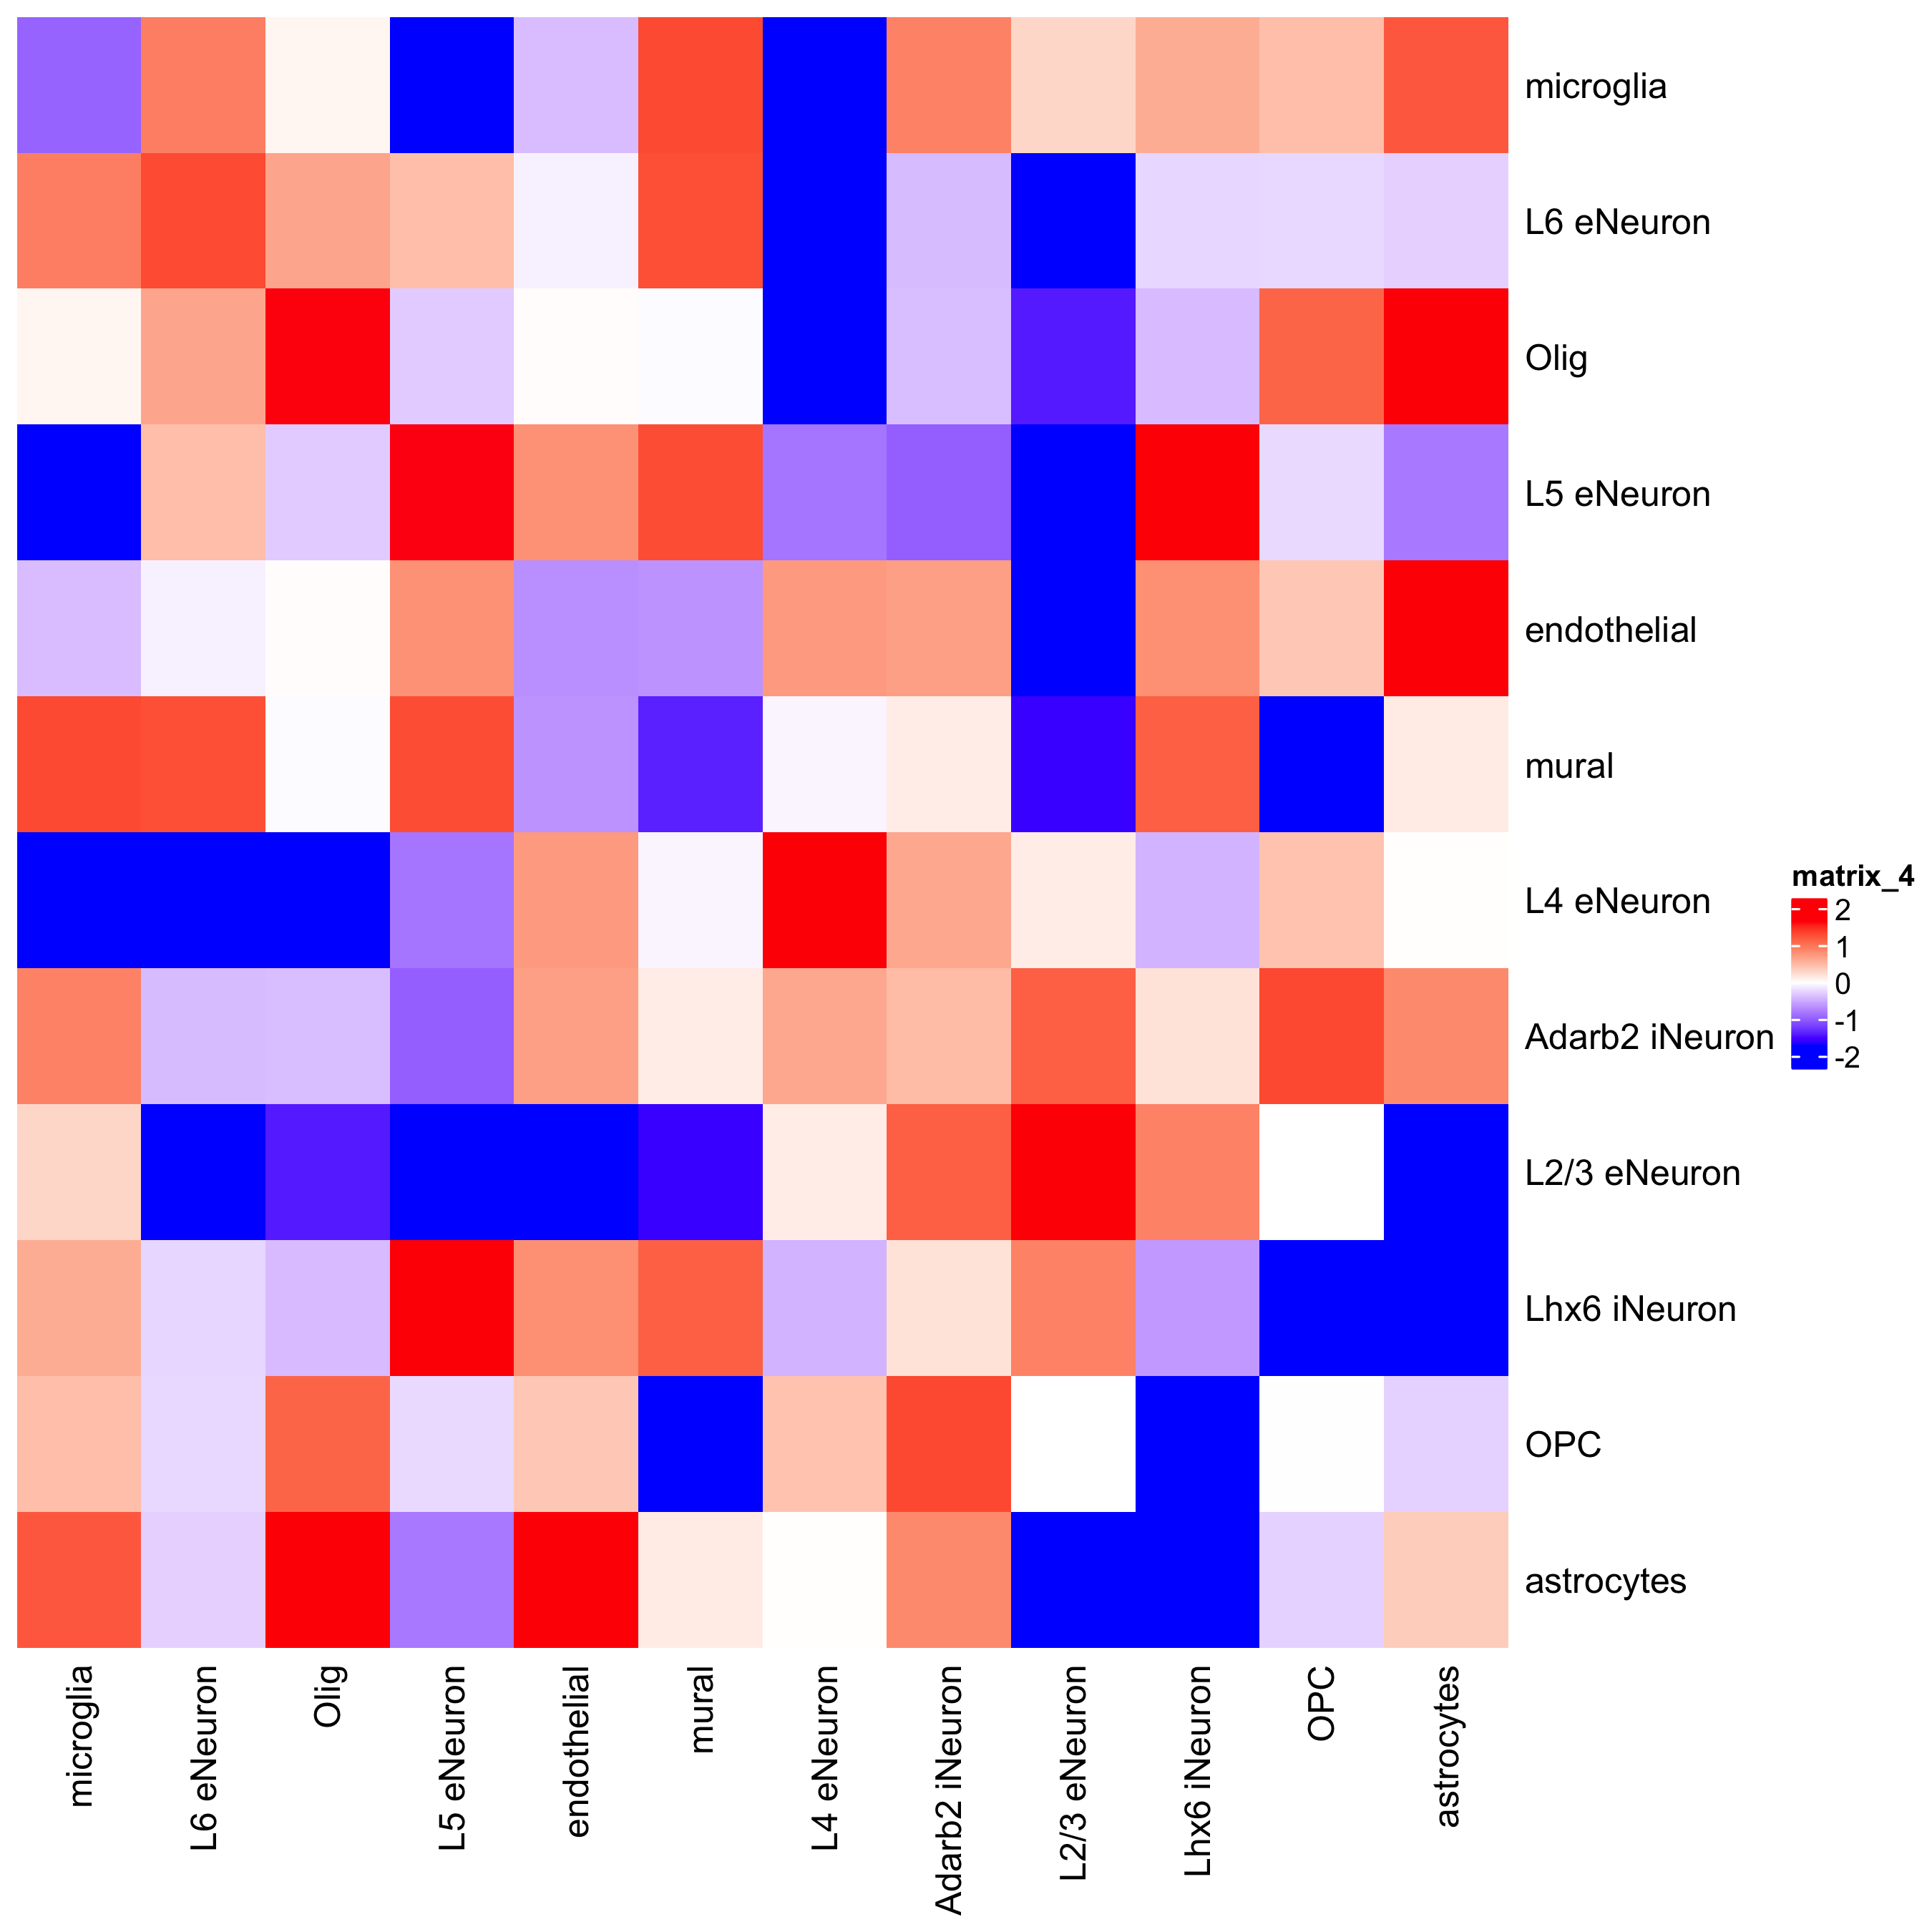 microglia
L6 eNeuron
Olig
L5 eNeuron
endothelial
mural
L4 eNeuron
Adarb2 iNeuron
L2/3 eNeuron
Lhx6 iNeuron
OPC
astrocytes
matrix_4
2
1
0
-1
-2
microglia
L6 eNeuron
Olig
L5 eNeuron
endothelial
mural
L4 eNeuron
Adarb2 iNeuron
L2/3 eNeuron
Lhx6 iNeuron
OPC
astrocytes